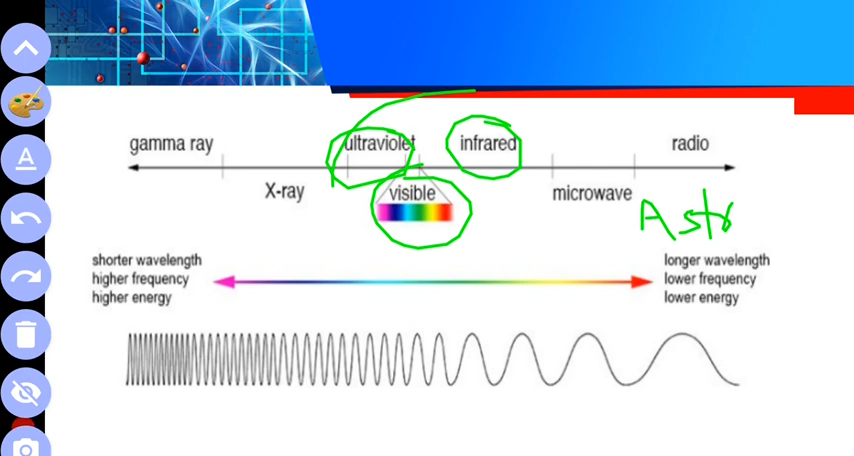 gamma ray ultraviolet infrared radio
X-ray visible microwave
Astr
shorter wavelength
higher frequency
higher energy
longer wavelength
lower frequency
lower energy